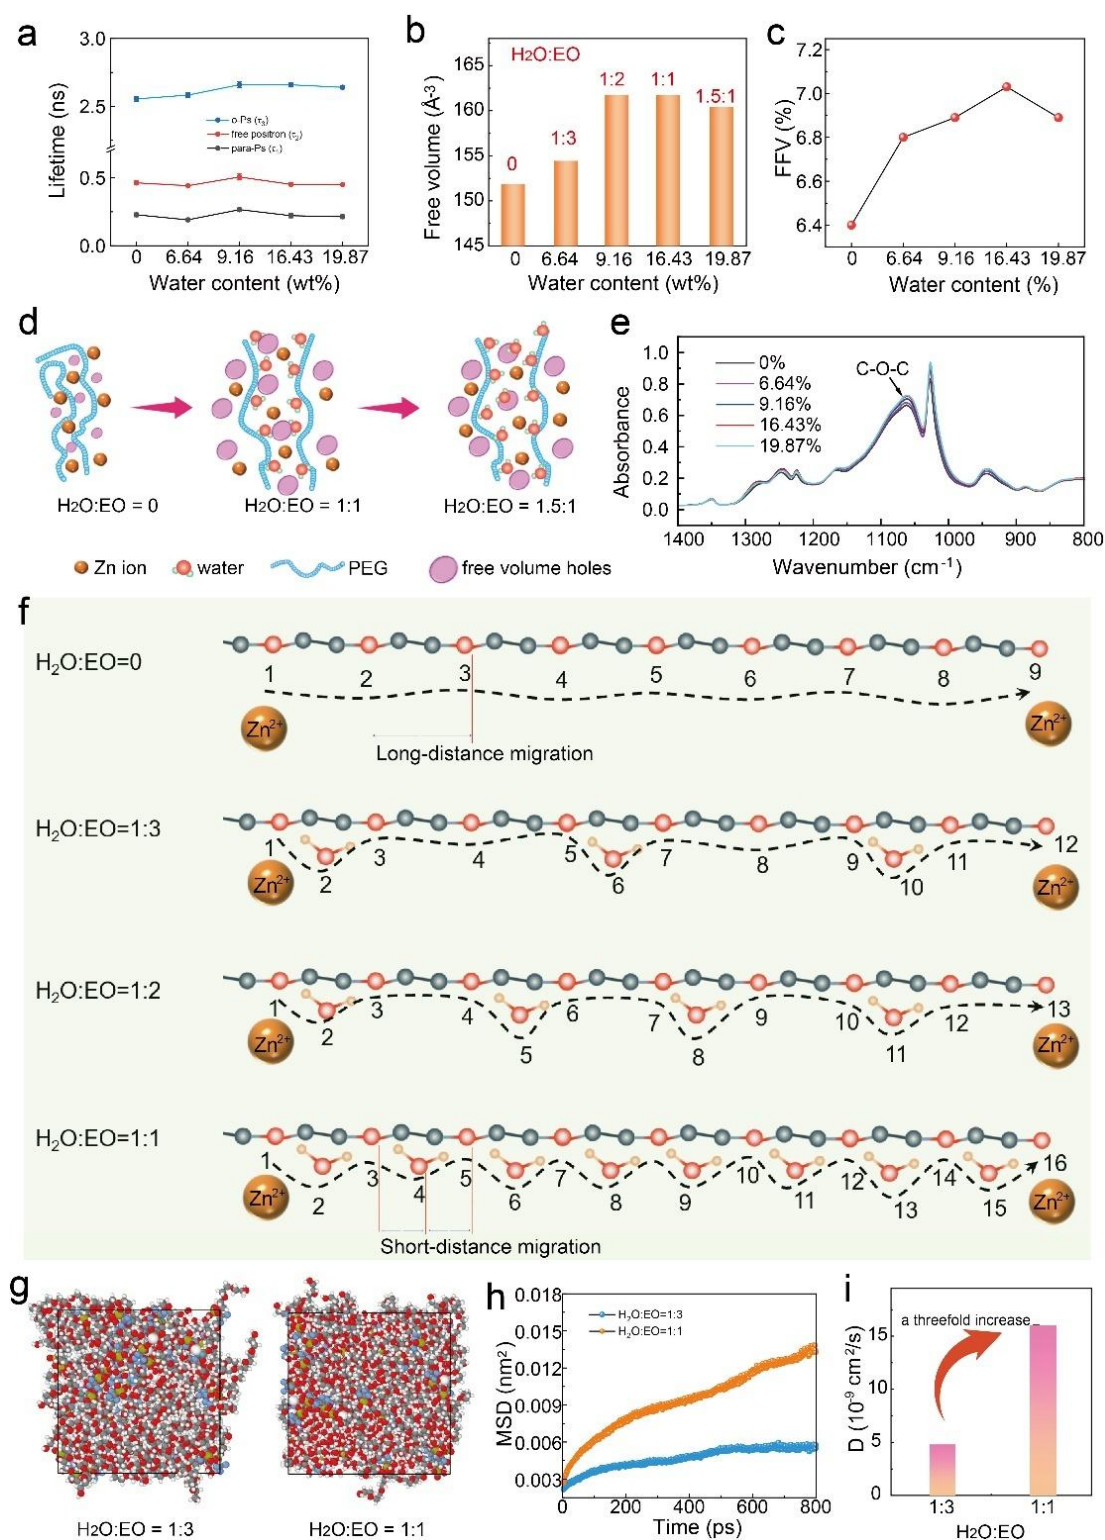 a
3.0
2.5
0.5
0.0
Lifetime (ns)
o-Ps (τ₃)
free positron (τ₂)
para-Ps (τ₁)
0 6.64 9.16 16.43 19.87
Water content (wt%)
b
H2O:EO
165
160
155
150
145
Free volume (Å⁻³)
0
1:3
1:2
1:1
1.5:1
0 6.64 9.16 16.43 19.87
Water content (wt%)
c
7.2
7.0
6.8
6.6
6.4
FFV (%)
0 6.64 9.16 16.43 19.87
Water content (%)
d
H2O:EO = 0
H2O:EO = 1:1
H2O:EO = 1.5:1
Zn ion
water
PEG
free volume holes
e
1.0
0.8
0.6
0.4
0.2
0.0
Absorbance
0%
6.64%
9.16%
16.43%
19.87%
C-O-C
1400 1300 1200 1100 1000 900 800
Wavenumber (cm⁻¹)
f
H₂O:EO=0
1 2 3 4 5 6 7 8 9
Zn²⁺
Zn²⁺
Long-distance migration
H₂O:EO=1:3
1 2 3 4 5 6 7 8 9 10 11 12
Zn²⁺
Zn²⁺
H₂O:EO=1:2
1 2 3 4 5 6 7 8 9 10 11 12 13
Zn²⁺
Zn²⁺
H₂O:EO=1:1
1 2 3 4 5 6 7 8 9 10 11 12 13 14 15 16
Zn²⁺
Zn²⁺
Short-distance migration
g
H2O:EO = 1:3
H2O:EO = 1:1
h
0.018
0.015
0.012
0.009
0.006
0.003
MSD (nm²)
H₂O:EO=1:3
H₂O:EO=1:1
0 200 400 600 800
Time (ps)
i
a threefold increase
15
10
5
0
D (10⁻⁹ cm²/s)
1:3 1:1
H2O:EO